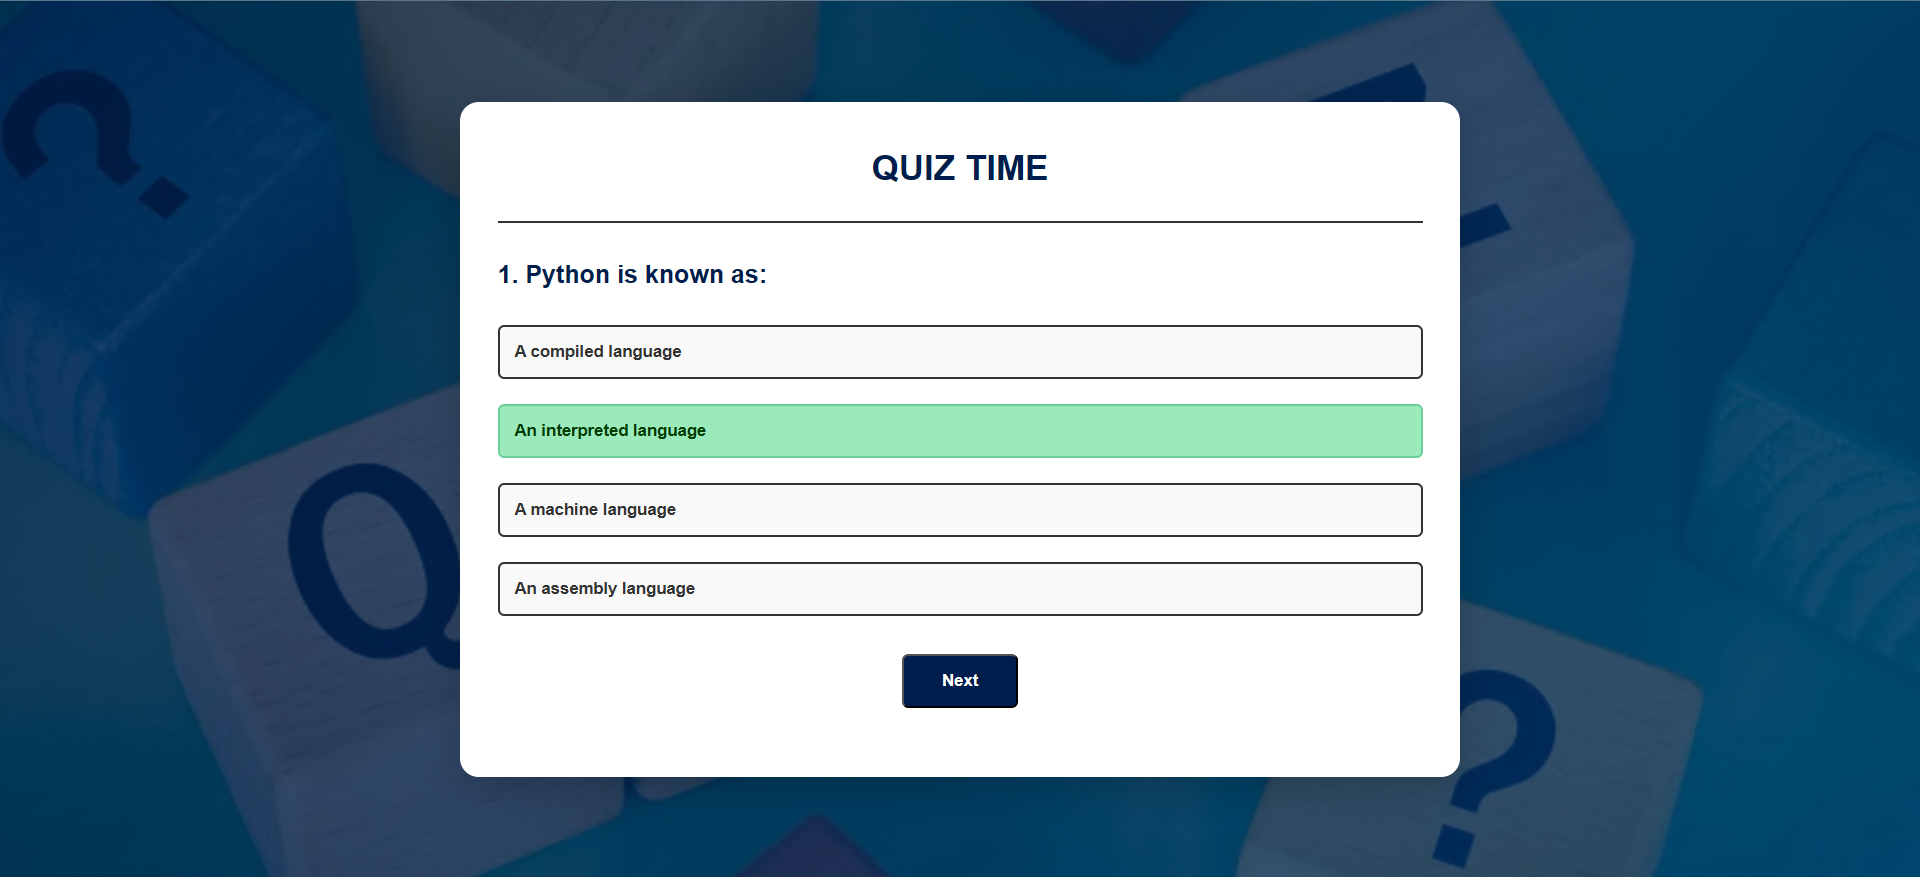 QUIZ TIME
1. Python is known as:
A compiled language
An interpreted language
A machine language
An assembly language
Next
Q
?
?